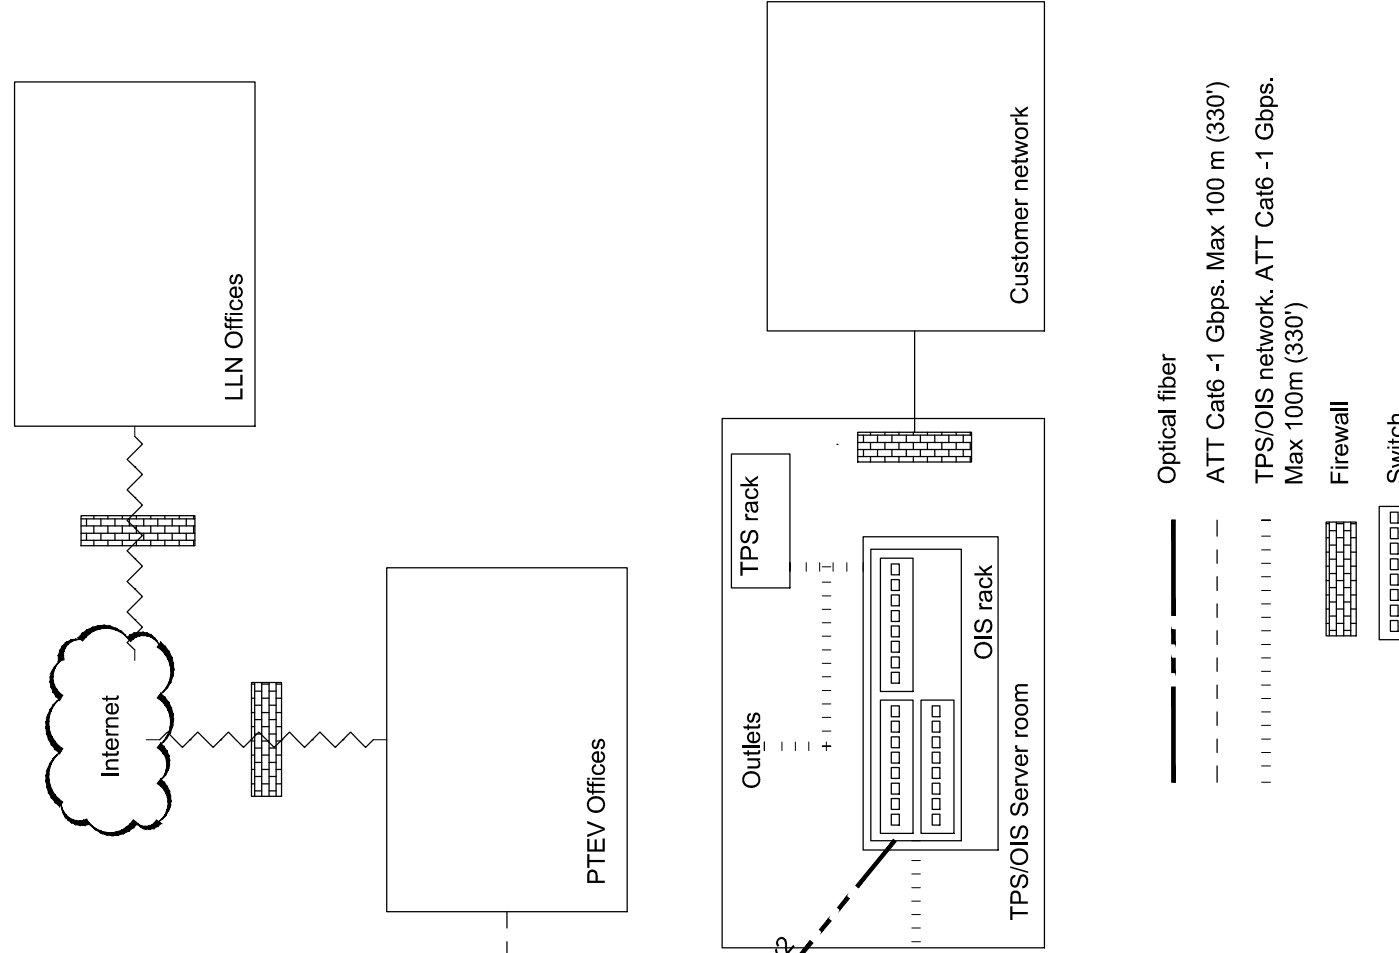 LLN Offices
Internet
PTEV Offices
Customer network
TPS rack
Outlets
OIS rack
TPS/OIS Server room
Optical fiber
ATT Cat6 -1 Gbps. Max 100 m (330')
TPS/OIS network. ATT Cat6 -1 Gbps.
Max 100m (330')
Firewall
Switch